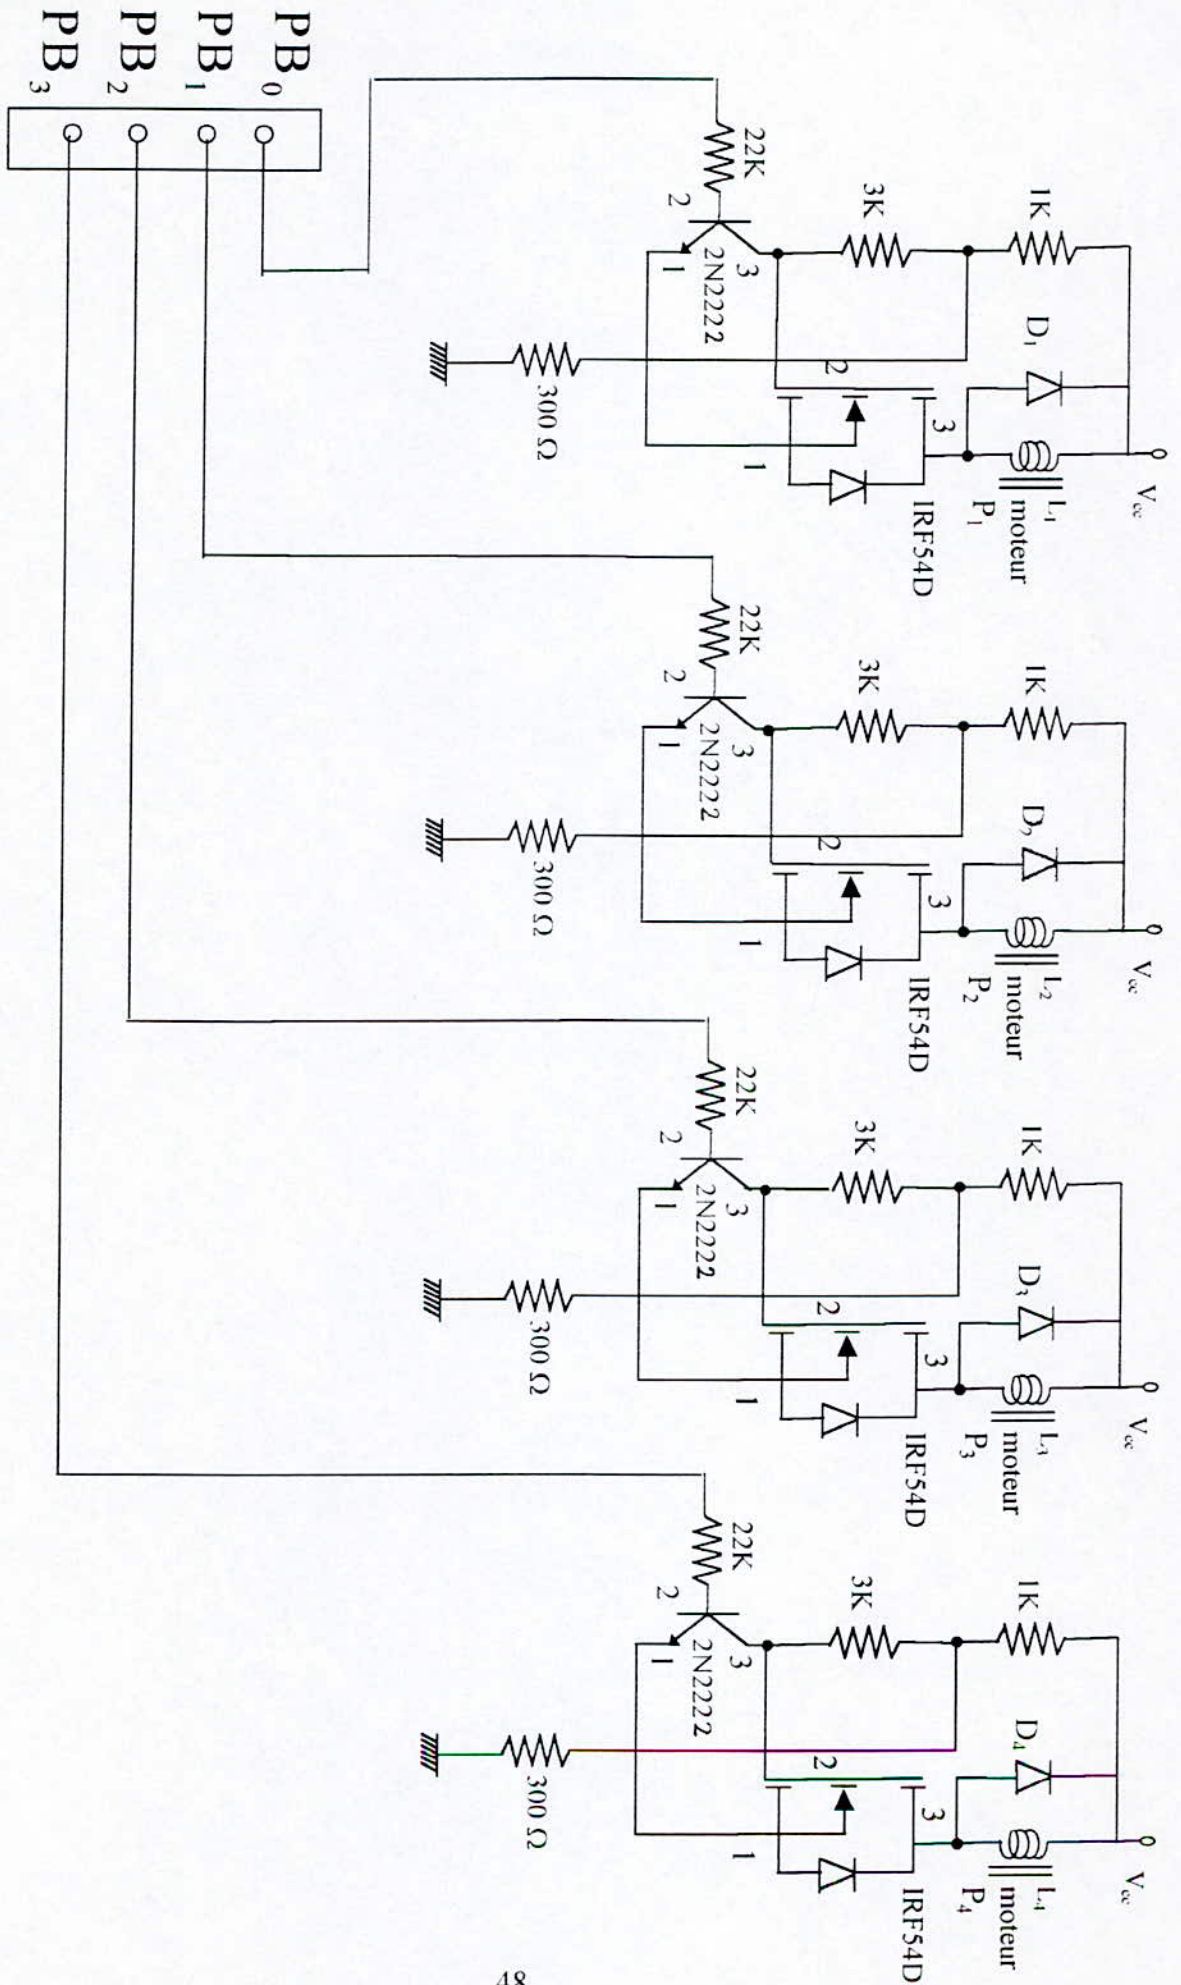 PB0
PB1
PB2
PB3
Vcc
L1
moteur
P1
D1
1K
3K
22K
2
3
1
2N2222
2
3
1
IRF54D
300 Ω
Vcc
L2
moteur
P2
D2
1K
3K
22K
2
3
1
2N2222
2
3
1
IRF54D
300 Ω
Vcc
L3
moteur
P3
D3
1K
3K
22K
2
3
1
2N2222
2
3
1
IRF54D
300 Ω
Vcc
L4
moteur
P4
D4
1K
3K
22K
2
3
1
2N2222
2
3
1
IRF54D
300 Ω
48